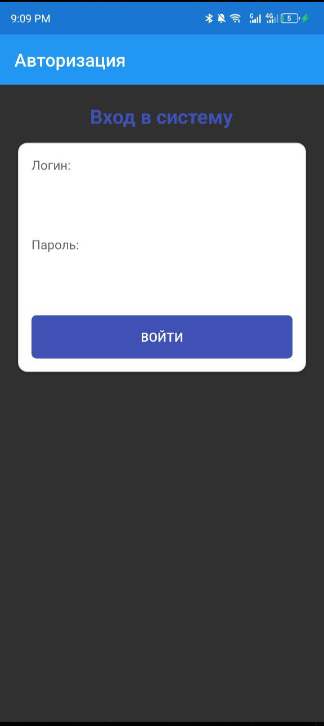 9:09 PM
Авторизация
Вход в систему
Логин:
Пароль:
ВОЙТИ